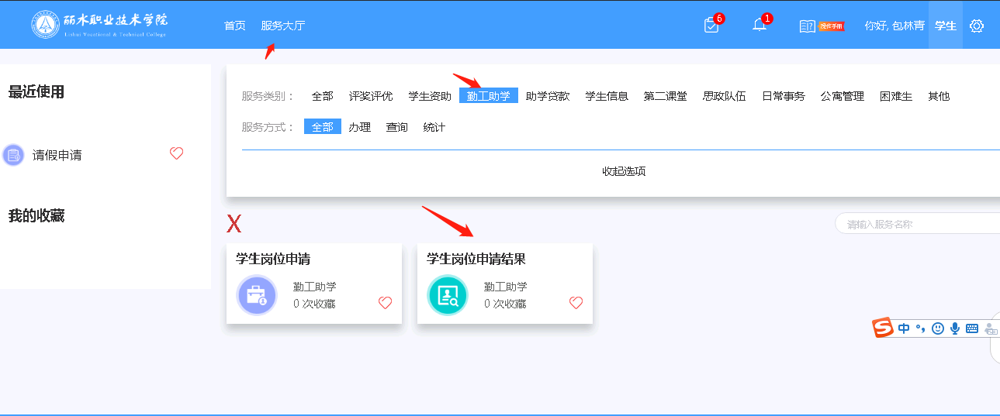 丽水职业技术学院
Lishui Vocational & Technical College
首页 服务大厅
6
1
操作手册
你好, 包林青 学生
最近使用
请假申请
我的收藏
服务类别： 全部 评奖评优 学生资助 勤工助学 助学贷款 学生信息 第二课堂 思政队伍 日常事务 公寓管理 困难生 其他
服务方式： 全部 办理 查询 统计
收起选项
X
请输入服务名称
学生岗位申请
勤工助学
0 次收藏
学生岗位申请结果
勤工助学
0 次收藏
S 中